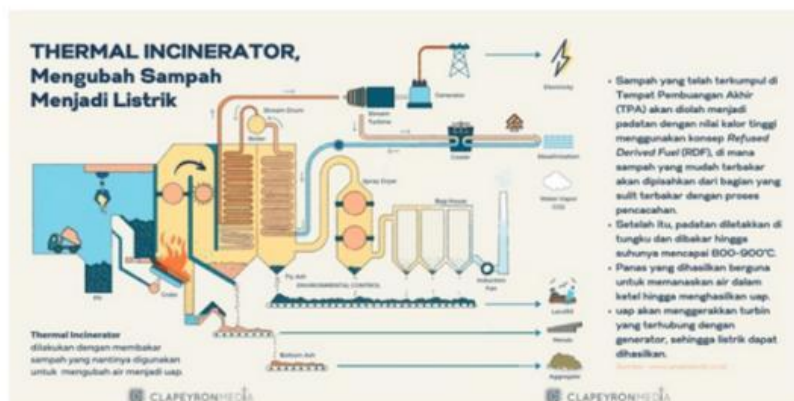 THERMAL INCINERATOR,
Mengubah Sampah
Menjadi Listrik
Stream Drum
Boiler
Stream
Turbine
Generator
Electricity
Cooler
Desalinization
Water Vapor
CO2
Spray Dryer
Bag House
Induction
Fan
Pit
Grate
Fly Ash
ENVIRONMENTAL CONTROL
Bottom Ash
Landfill
Metals
Aggregate
Thermal Incinerator
dilakukan dengan membakar
sampah yang nantinya digunakan
untuk mengubah air menjadi uap.
• Sampah yang telah terkumpul di
Tempat Pembuangan Akhir
(TPA) akan diolah menjadi
padatan dengan nilai kalor tinggi
menggunakan konsep Refused
Derived Fuel (RDF), di mana
sampah yang mudah terbakar
akan dipisahkan dari bagian yang
sulit terbakar dengan proses
pencacahan.
• Setelah itu, padatan diletakkan di
tungku dan dibakar hingga
suhunya mencapai 800-900°C.
• Panas yang dihasilkan berguna
untuk memanaskan air dalam
ketel hingga menghasilkan uap.
• uap akan menggerakkan turbin
yang terhubung dengan
generator, sehingga listrik dapat
dihasilkan.
CLAPEYRONMEDIA
CLAPEYRONMEDIA